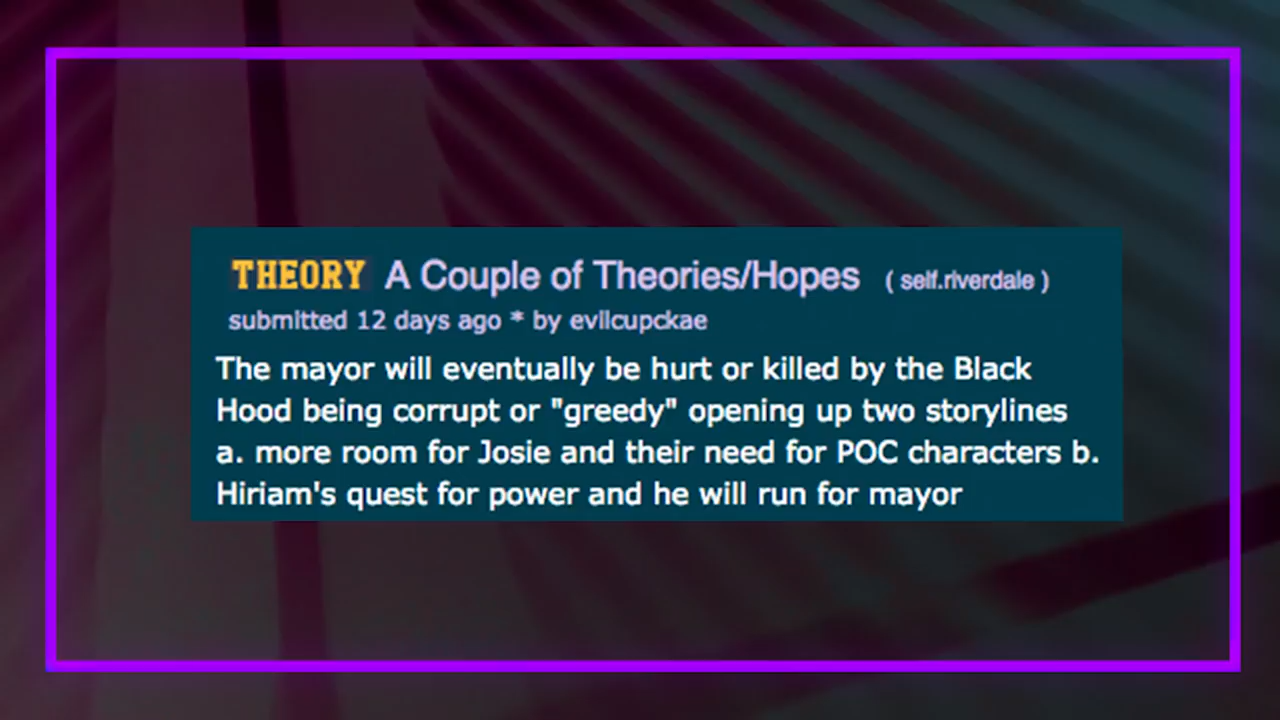 THEORY A Couple of Theories/Hopes ( self.riverdale )
submitted 12 days ago * by evilcupckae
The mayor will eventually be hurt or killed by the Black
Hood being corrupt or "greedy" opening up two storylines
a. more room for Josie and their need for POC characters b.
Hiriam's quest for power and he will run for mayor